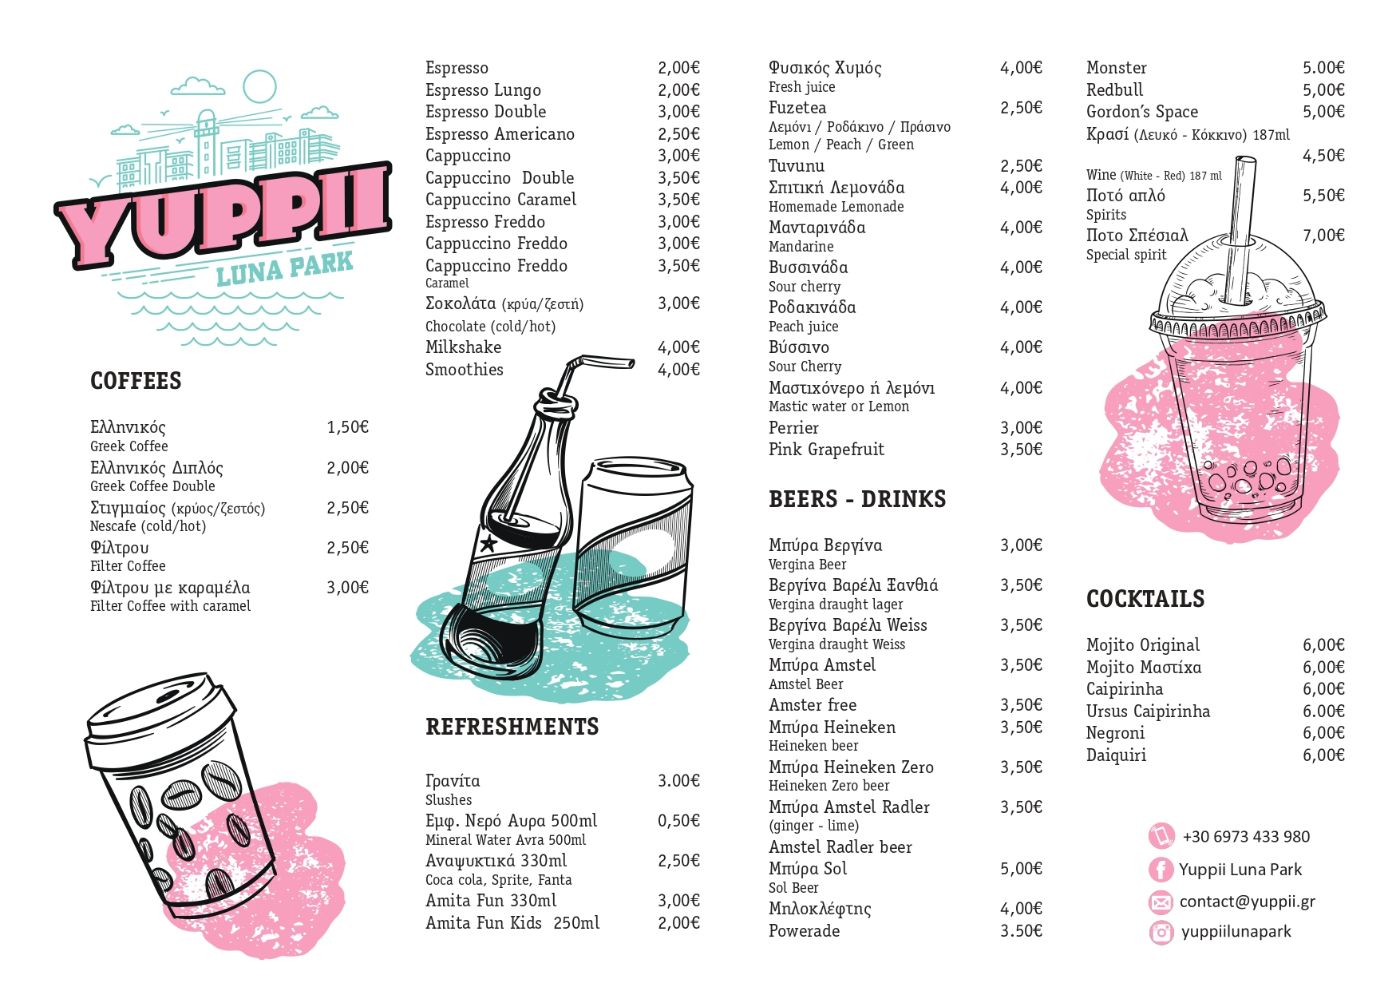 YUPPII
LUNA PARK
COFFEES
Ελληνικός 1,50€
Greek Coffee
Ελληνικός Διπλός 2,00€
Greek Coffee Double
Στιγμιαίος (κρύος/ζεστός) 2,50€
Nescafe (cold/hot)
Φίλτρου 2,50€
Filter Coffee
Φίλτρου με καραμέλα 3,00€
Filter Coffee with caramel
Espresso 2,00€
Espresso Lungo 2,00€
Espresso Double 3,00€
Espresso Americano 2,50€
Cappuccino 3,00€
Cappuccino Double 3,50€
Cappuccino Caramel 3,50€
Espresso Freddo 3,00€
Cappuccino Freddo 3,00€
Cappuccino Freddo 3,50€
Caramel
Σοκολάτα (κρύα/ζεστή) 3,00€
Chocolate (cold/hot)
Milkshake 4,00€
Smoothies 4,00€
REFRESHMENTS
Γρανίτα 3.00€
Slushes
Εμφ. Νερό Αυρα 500ml 0,50€
Mineral Water Avra 500ml
Αναψυκτικά 330ml 2,50€
Coca cola, Sprite, Fanta
Amita Fun 330ml 3,00€
Amita Fun Kids 250ml 2,00€
Φυσικός Χυμός 4,00€
Fresh juice
Fuzetea 2,50€
Λεμόνι / Ροδάκινο / Πράσινο
Lemon / Peach / Green
Tuvunu 2,50€
Σπιτική Λεμονάδα 4,00€
Homemade Lemonade
Μανταρινάδα 4,00€
Mandarine
Βυσσινάδα 4,00€
Sour cherry
Ροδακινάδα 4,00€
Peach juice
Βύσσινο 4,00€
Sour Cherry
Μαστιχόνερο ή λεμόνι 4,00€
Mastic water or Lemon
Perrier 3,00€
Pink Grapefruit 3,50€
BEERS - DRINKS
Μπύρα Βεργίνα 3,00€
Vergina Beer
Βεργίνα Βαρέλι Ξανθιά 3,50€
Vergina draught lager
Βεργίνα Βαρέλι Weiss 3,50€
Vergina draught Weiss
Μπύρα Amstel 3,50€
Amstel Beer
Amster free 3,50€
Μπύρα Heineken 3,50€
Heineken beer
Μπύρα Heineken Zero 3,50€
Heineken Zero beer
Μπύρα Amstel Radler 3,50€
(ginger - lime)
Amstel Radler beer
Μπύρα Sol 5,00€
Sol Beer
Μηλοκλέφτης 4,00€
Powerade 3.50€
Monster 5.00€
Redbull 5,00€
Gordon's Space 5,00€
Κρασί (Λευκό - Κόκκινο) 187ml
4,50€
Wine (White - Red) 187 ml
Ποτό απλό 5,50€
Spirits
Ποτο Σπέσιαλ 7,00€
Special spirit
COCKTAILS
Mojito Original 6,00€
Mojito Μαστίχα 6,00€
Caipirinha 6,00€
Ursus Caipirinha 6.00€
Negroni 6,00€
Daiquiri 6,00€
+30 6973 433 980
Yuppii Luna Park
contact@yuppii.gr
yuppiilunapark